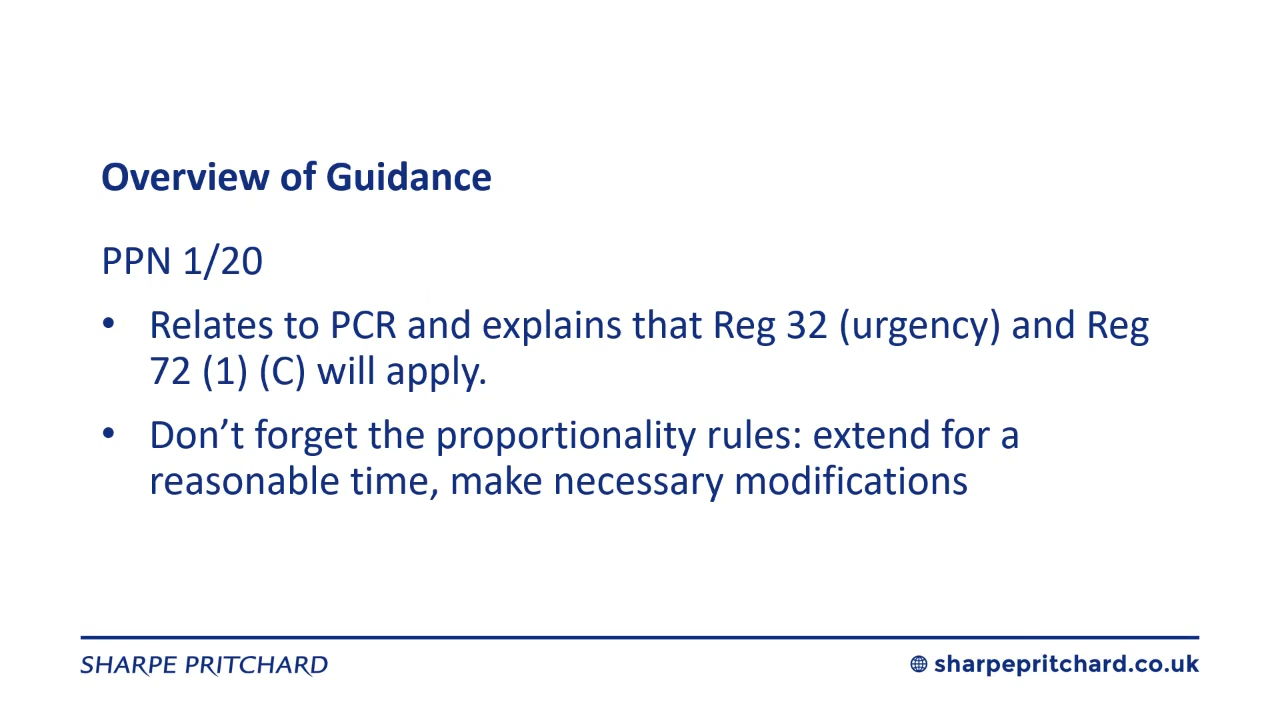 Overview of Guidance
PPN 1/20
• Relates to PCR and explains that Reg 32 (urgency) and Reg
72 (1) (C) will apply.
• Don’t forget the proportionality rules: extend for a
reasonable time, make necessary modifications
SHARPE PRITCHARD
sharpepritchard.co.uk